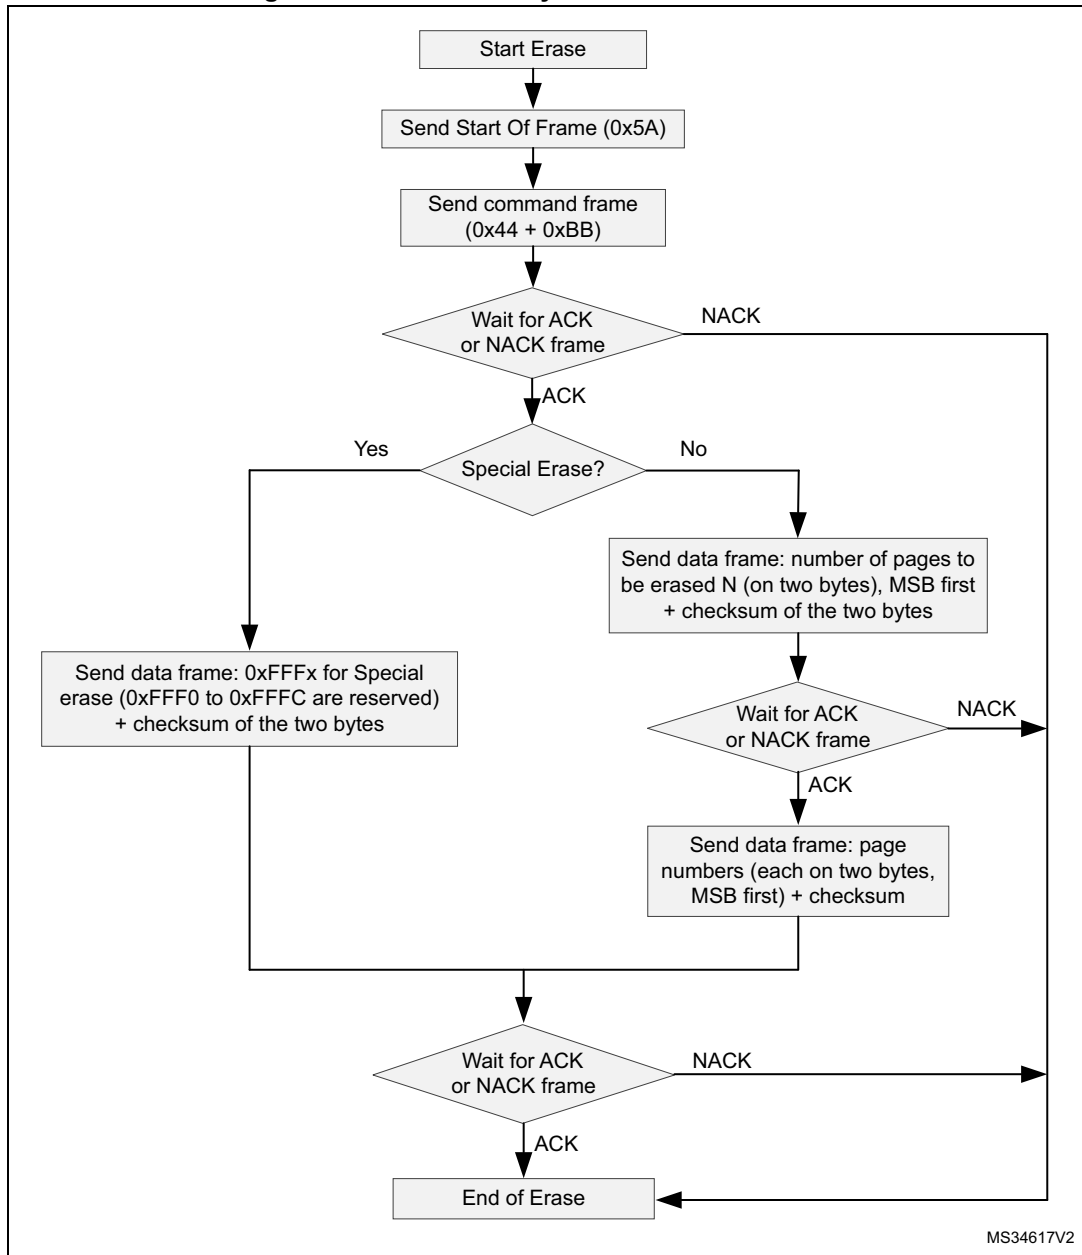 Start Erase
Send Start Of Frame (0x5A)
Send command frame
(0x44 + 0xBB)
Wait for ACK
or NACK frame
NACK
ACK
Yes
Special Erase?
No
Send data frame: number of pages to
be erased N (on two bytes), MSB first
+ checksum of the two bytes
Send data frame: 0xFFFx for Special
erase (0xFFF0 to 0xFFFC are reserved)
+ checksum of the two bytes
Wait for ACK
or NACK frame
NACK
ACK
Send data frame: page
numbers (each on two bytes,
MSB first) + checksum
Wait for ACK
or NACK frame
NACK
ACK
End of Erase
MS34617V2